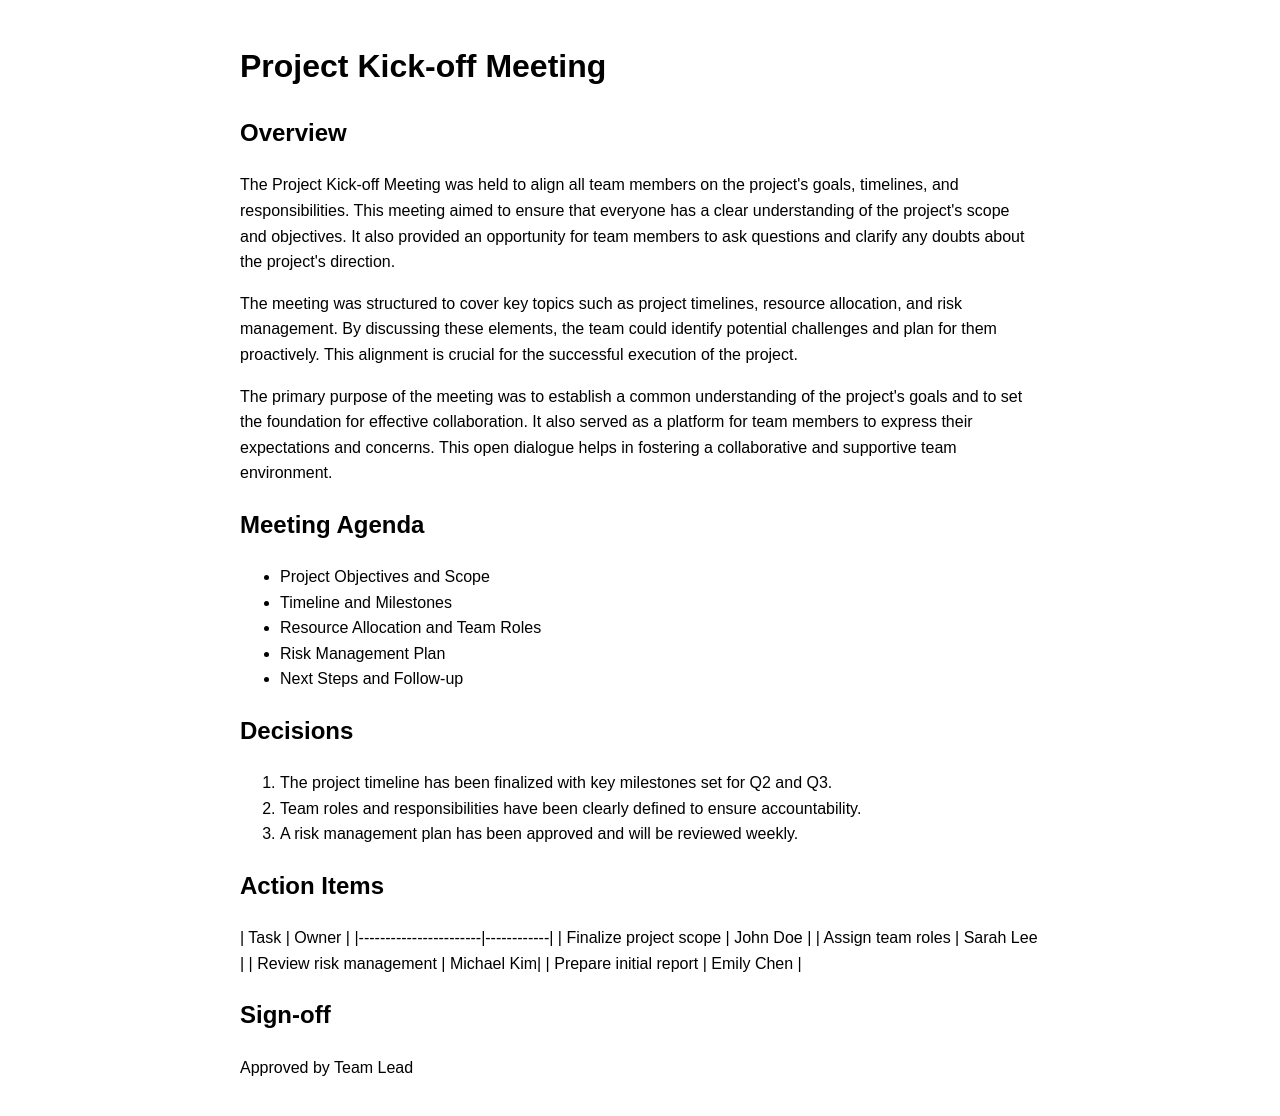 Project Kick-off Meeting
Overview
The Project Kick-off Meeting was held to align all team members on the project's goals, timelines, and
responsibilities. This meeting aimed to ensure that everyone has a clear understanding of the project's scope
and objectives. It also provided an opportunity for team members to ask questions and clarify any doubts about
the project's direction.
The meeting was structured to cover key topics such as project timelines, resource allocation, and risk
management. By discussing these elements, the team could identify potential challenges and plan for them
proactively. This alignment is crucial for the successful execution of the project.
The primary purpose of the meeting was to establish a common understanding of the project's goals and to set
the foundation for effective collaboration. It also served as a platform for team members to express their
expectations and concerns. This open dialogue helps in fostering a collaborative and supportive team
environment.
Meeting Agenda
• Project Objectives and Scope
• Timeline and Milestones
• Resource Allocation and Team Roles
• Risk Management Plan
• Next Steps and Follow-up
Decisions
1. The project timeline has been finalized with key milestones set for Q2 and Q3.
2. Team roles and responsibilities have been clearly defined to ensure accountability.
3. A risk management plan has been approved and will be reviewed weekly.
Action Items
| Task | Owner | |-----------------------|------------| | Finalize project scope | John Doe | | Assign team roles | Sarah Lee
| | Review risk management | Michael Kim| | Prepare initial report | Emily Chen |
Sign-off
Approved by Team Lead